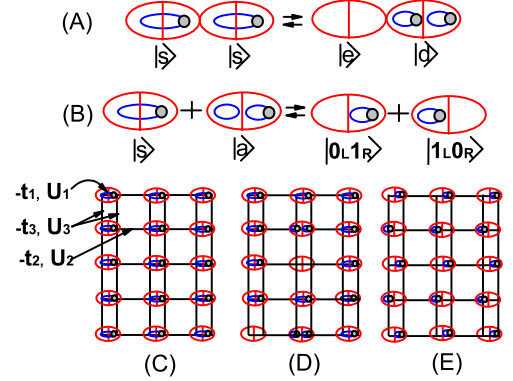 (A)
|s> |s> ⇌ |e> |d>
(B) + ⇌ +
|s> |a> |0L1R> |1L0R>
-t1, U1
-t3, U3
-t2, U2
(C) (D) (E)